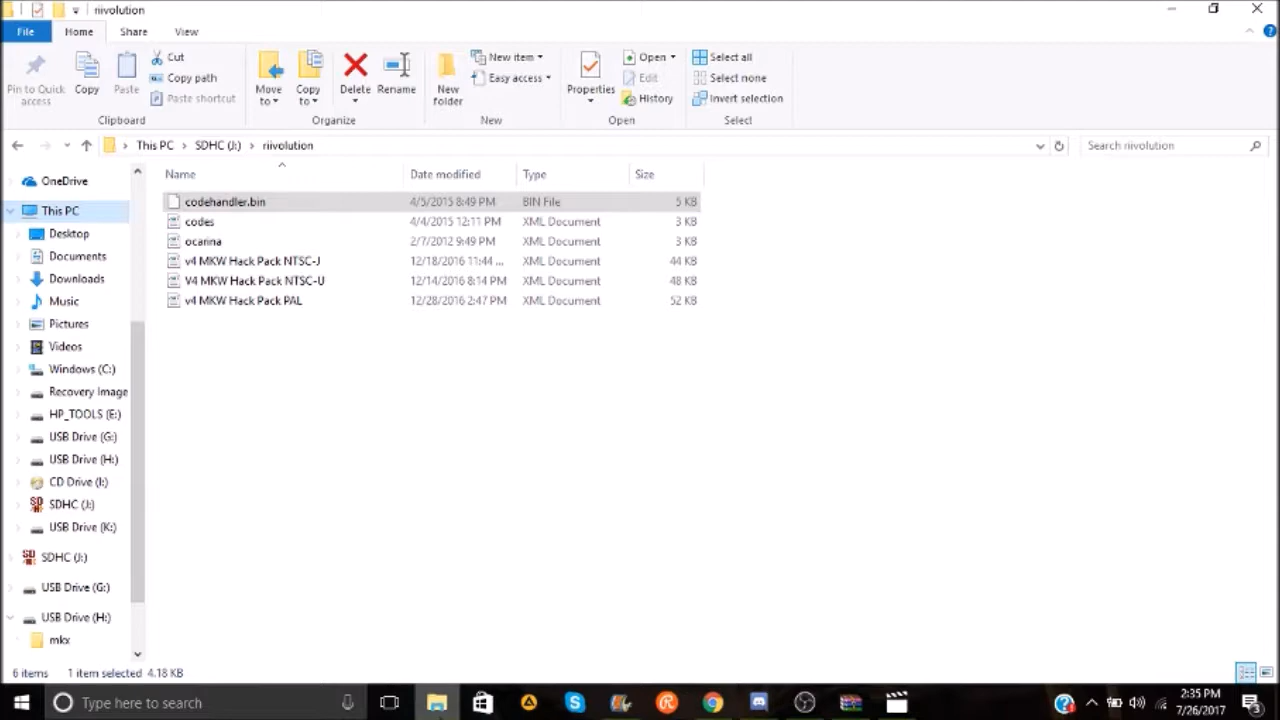 riivolution
File Home Share View
Pin to Quick access
Copy
Paste
Cut
Copy path
Paste shortcut
Clipboard
Move to
Copy to
Delete
Rename
Organize
New folder
New item
Easy access
New
Properties
Open
Edit
History
Open
Select all
Select none
Invert selection
Select
This PC › SDHC (J:) › riivolution
Search riivolution
Name Date modified Type Size
codehandler.bin 4/5/2015 8:49 PM BIN File 5 KB
codes 4/4/2015 12:11 PM XML Document 3 KB
ocarina 2/7/2012 9:49 PM XML Document 3 KB
v4 MKW Hack Pack NTSC-J 12/18/2016 11:44 ... XML Document 44 KB
V4 MKW Hack Pack NTSC-U 12/14/2016 8:14 PM XML Document 48 KB
v4 MKW Hack Pack PAL 12/28/2016 2:47 PM XML Document 52 KB
OneDrive
This PC
Desktop
Documents
Downloads
Music
Pictures
Videos
Windows (C:)
Recovery Image
HP_TOOLS (E:)
USB Drive (G:)
USB Drive (H:)
CD Drive (I:)
SDHC (J:)
USB Drive (K:)
SDHC (J:)
USB Drive (G:)
USB Drive (H:)
mkx
6 items 1 item selected 4.18 KB
Type here to search
2:35 PM
7/26/2017
3